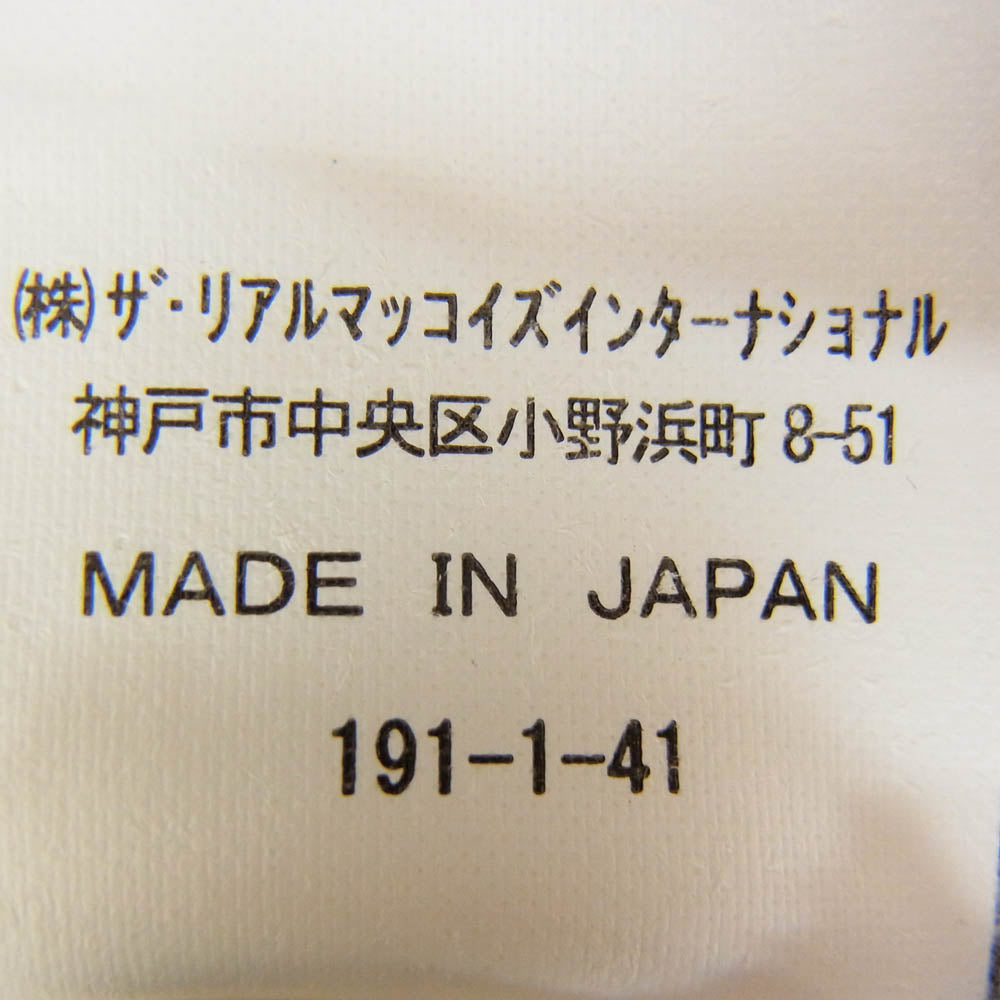 (株)ザ・リアルマッコイズインターナショナル
神戸市中央区小野浜町8-51
MADE IN JAPAN
191-1-41